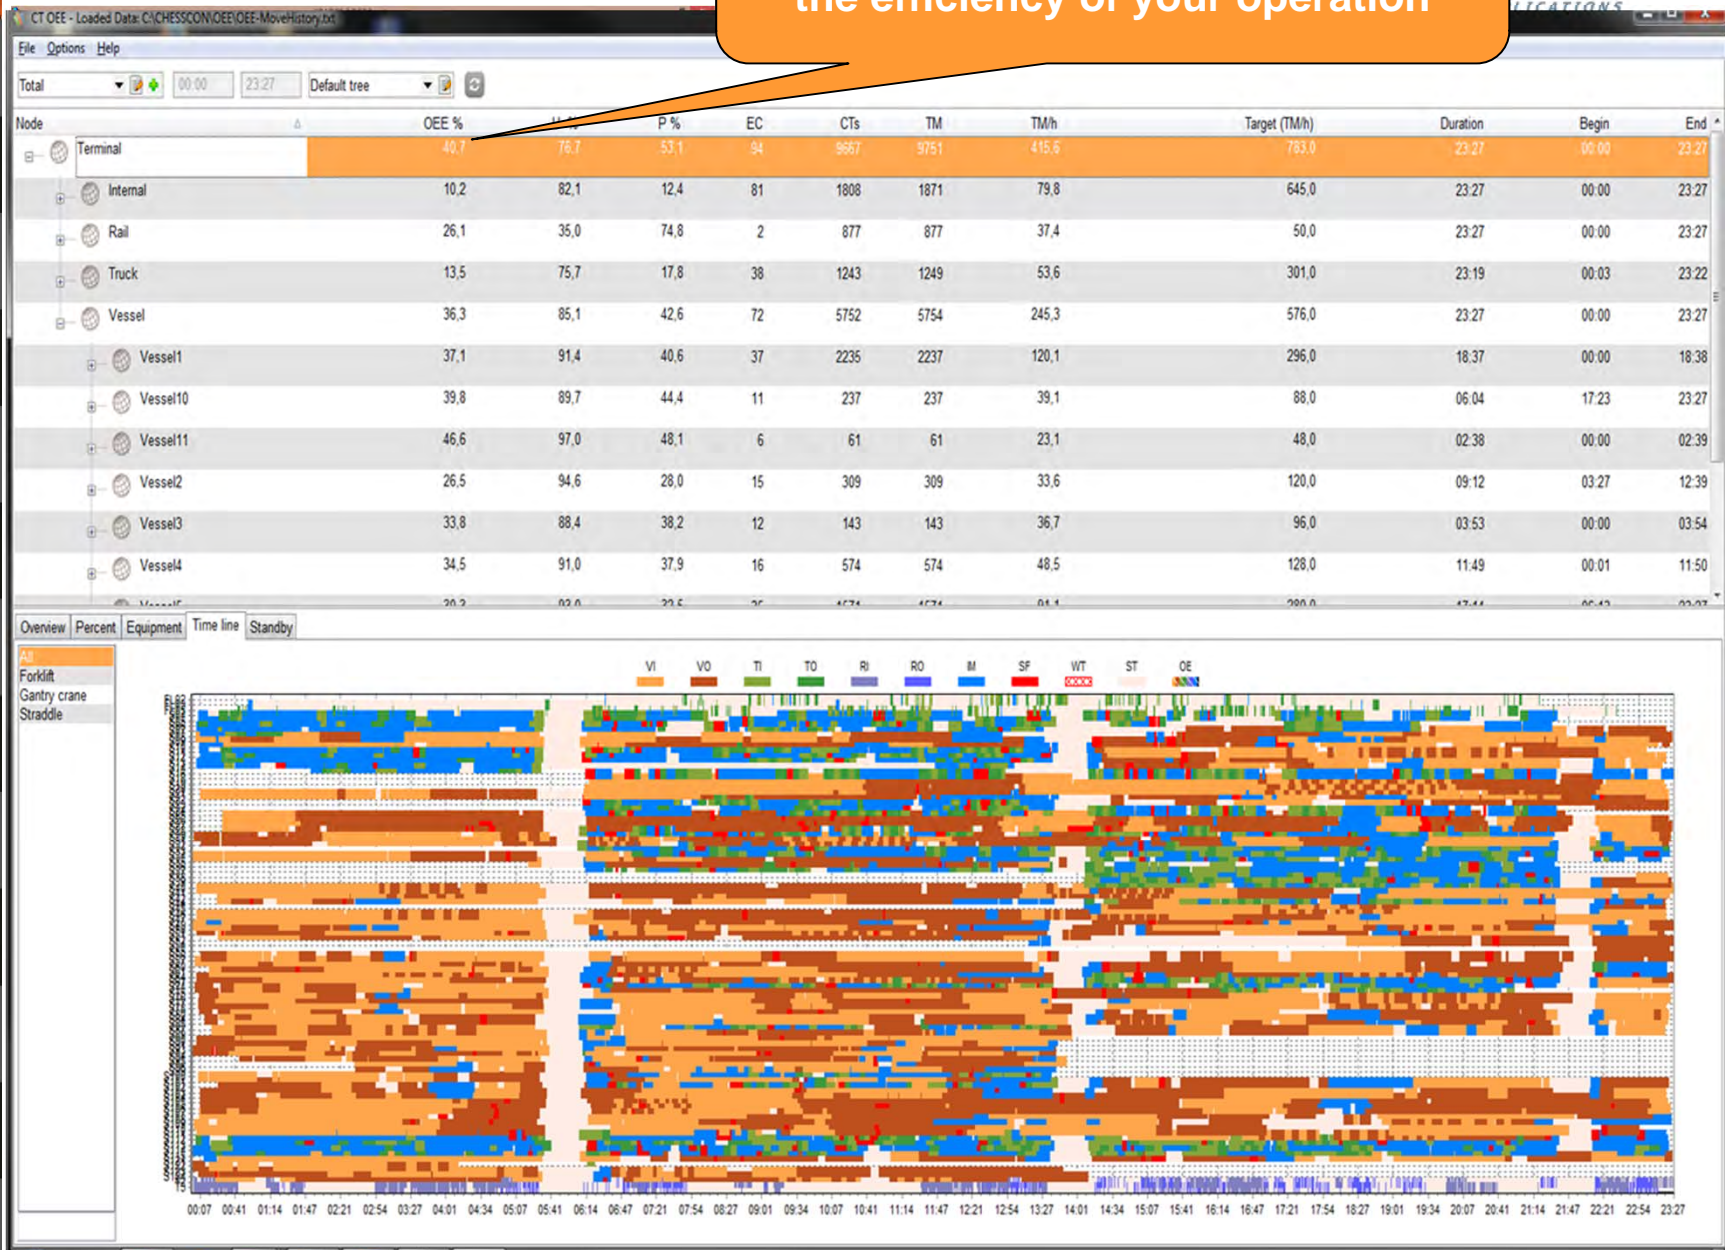 the efficiency of your operation
CT OEE - Loaded Data: C:\CHESSCON\OEE\OEE-MoveHistory.txt
File Options Help
Total 00:00 23:27 Default tree
Node OEE % P % EC CTs TM TM/h Target (TM/h) Duration Begin End
Terminal 40,7 76,7 53,1 94 9667 9751 415,6 783,0 23:27 00:00 23:27
Internal 10,2 82,1 12,4 81 1808 1871 79,8 645,0 23:27 00:00 23:27
Rail 26,1 35,0 74,8 2 877 877 37,4 50,0 23:27 00:00 23:27
Truck 13,5 75,7 17,8 38 1243 1249 53,6 301,0 23:19 00:03 23:22
Vessel 36,3 85,1 42,6 72 5752 5754 245,3 576,0 23:27 00:00 23:27
Vessel1 37,1 91,4 40,6 37 2235 2237 120,1 296,0 18:37 00:00 18:38
Vessel10 39,8 89,7 44,4 11 237 237 39,1 88,0 06:04 17:23 23:27
Vessel11 46,6 97,0 48,1 6 61 61 23,1 48,0 02:38 00:00 02:39
Vessel2 26,5 94,6 28,0 15 309 309 33,6 120,0 09:12 03:27 12:39
Vessel3 33,8 88,4 38,2 12 143 143 36,7 96,0 03:53 00:00 03:54
Vessel4 34,5 91,0 37,9 16 574 574 48,5 128,0 11:49 00:01 11:50
Overview Percent Equipment Time line Standby
All
Forklift
Gantry crane
Straddle
VI VO TI TO RI RO IM SF WT ST OE
00:07 00:41 01:14 01:47 02:21 02:54 03:27 04:01 04:34 05:07 05:41 06:14 06:47 07:21 07:54 08:27 09:01 09:34 10:07 10:41 11:14 11:47 12:21 12:54 13:27 14:01 14:34 15:07 15:41 16:14 16:47 17:21 17:54 18:27 19:01 19:34 20:07 20:41 21:14 21:47 22:21 22:54 23:27